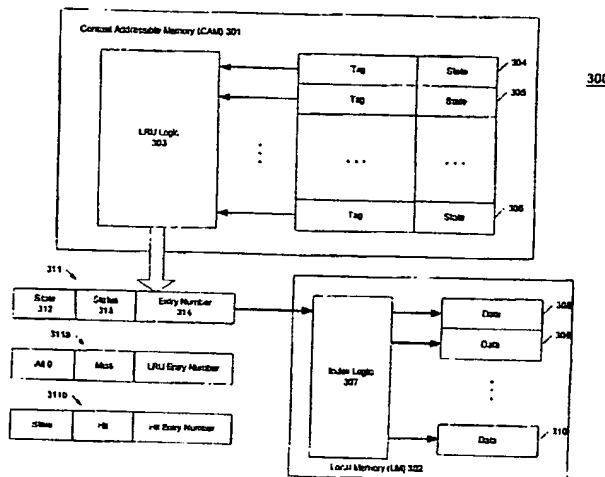 Content Addressable Memory (CAM) 301
LRU Logic
303
Tag State 304
Tag State 305
Tag State 306
300
311
State
312
Status
313
Entry Number
314
311a
All 0 Miss LRU Entry Number
311b
State Hit Hit Entry Number
Index Logic
307
Data 308
Data 309
Data 310
Local Memory (LM) 302